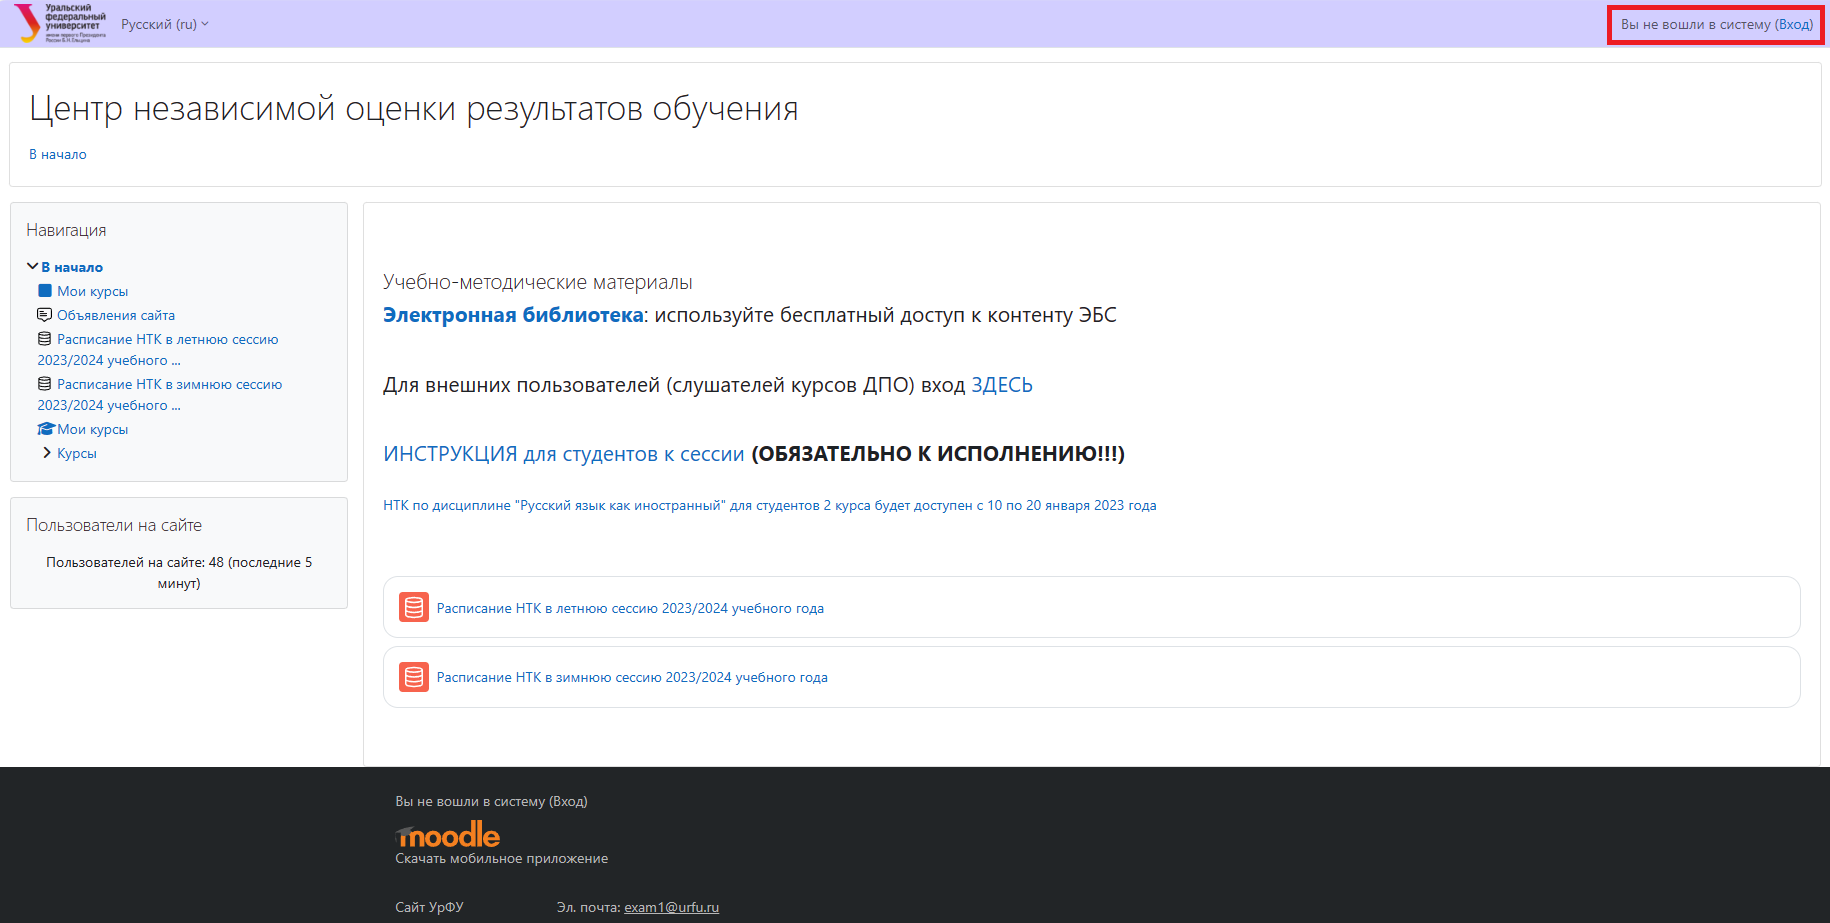 Уральский
федеральный
университет
имени первого Президента
России Б.Н.Ельцина
Русский (ru)
Вы не вошли в систему (Вход)
Центр независимой оценки результатов обучения
В начало
Навигация
В начало
Мои курсы
Объявления сайта
Расписание НТК в летнюю сессию
2023/2024 учебного ...
Расписание НТК в зимнюю сессию
2023/2024 учебного ...
Мои курсы
Курсы
Пользователи на сайте
Пользователей на сайте: 48 (последние 5
минут)
Учебно-методические материалы
Электронная библиотека: используйте бесплатный доступ к контенту ЭБС
Для внешних пользователей (слушателей курсов ДПО) вход ЗДЕСЬ
ИНСТРУКЦИЯ для студентов к сессии (ОБЯЗАТЕЛЬНО К ИСПОЛНЕНИЮ!!!)
НТК по дисциплине "Русский язык как иностранный" для студентов 2 курса будет доступен с 10 по 20 января 2023 года
Расписание НТК в летнюю сессию 2023/2024 учебного года
Расписание НТК в зимнюю сессию 2023/2024 учебного года
Вы не вошли в систему (Вход)
moodle
Скачать мобильное приложение
Сайт УрФУ
Эл. почта: exam1@urfu.ru